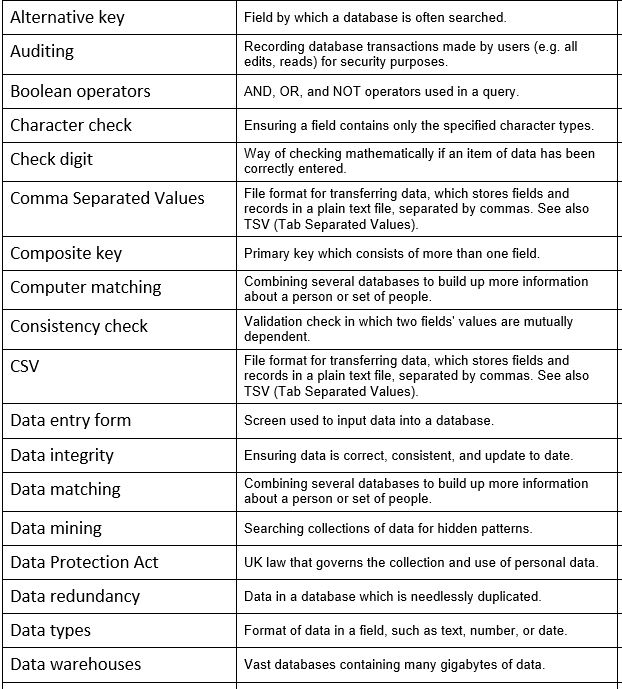 Alternative key
Field by which a database is often searched.
Auditing
Recording database transactions made by users (e.g. all
edits, reads) for security purposes.
Boolean operators
AND, OR, and NOT operators used in a query.
Character check
Ensuring a field contains only the specified character types.
Check digit
Way of checking mathematically if an item of data has been
correctly entered.
Comma Separated Values
File format for transferring data, which stores fields and
records in a plain text file, separated by commas. See also
TSV (Tab Separated Values).
Composite key
Primary key which consists of more than one field.
Computer matching
Combining several databases to build up more information
about a person or set of people.
Consistency check
Validation check in which two fields' values are mutually
dependent.
CSV
File format for transferring data, which stores fields and
records in a plain text file, separated by commas. See also
TSV (Tab Separated Values).
Data entry form
Screen used to input data into a database.
Data integrity
Ensuring data is correct, consistent, and update to date.
Data matching
Combining several databases to build up more information
about a person or set of people.
Data mining
Searching collections of data for hidden patterns.
Data Protection Act
UK law that governs the collection and use of personal data.
Data redundancy
Data in a database which is needlessly duplicated.
Data types
Format of data in a field, such as text, number, or date.
Data warehouses
Vast databases containing many gigabytes of data.